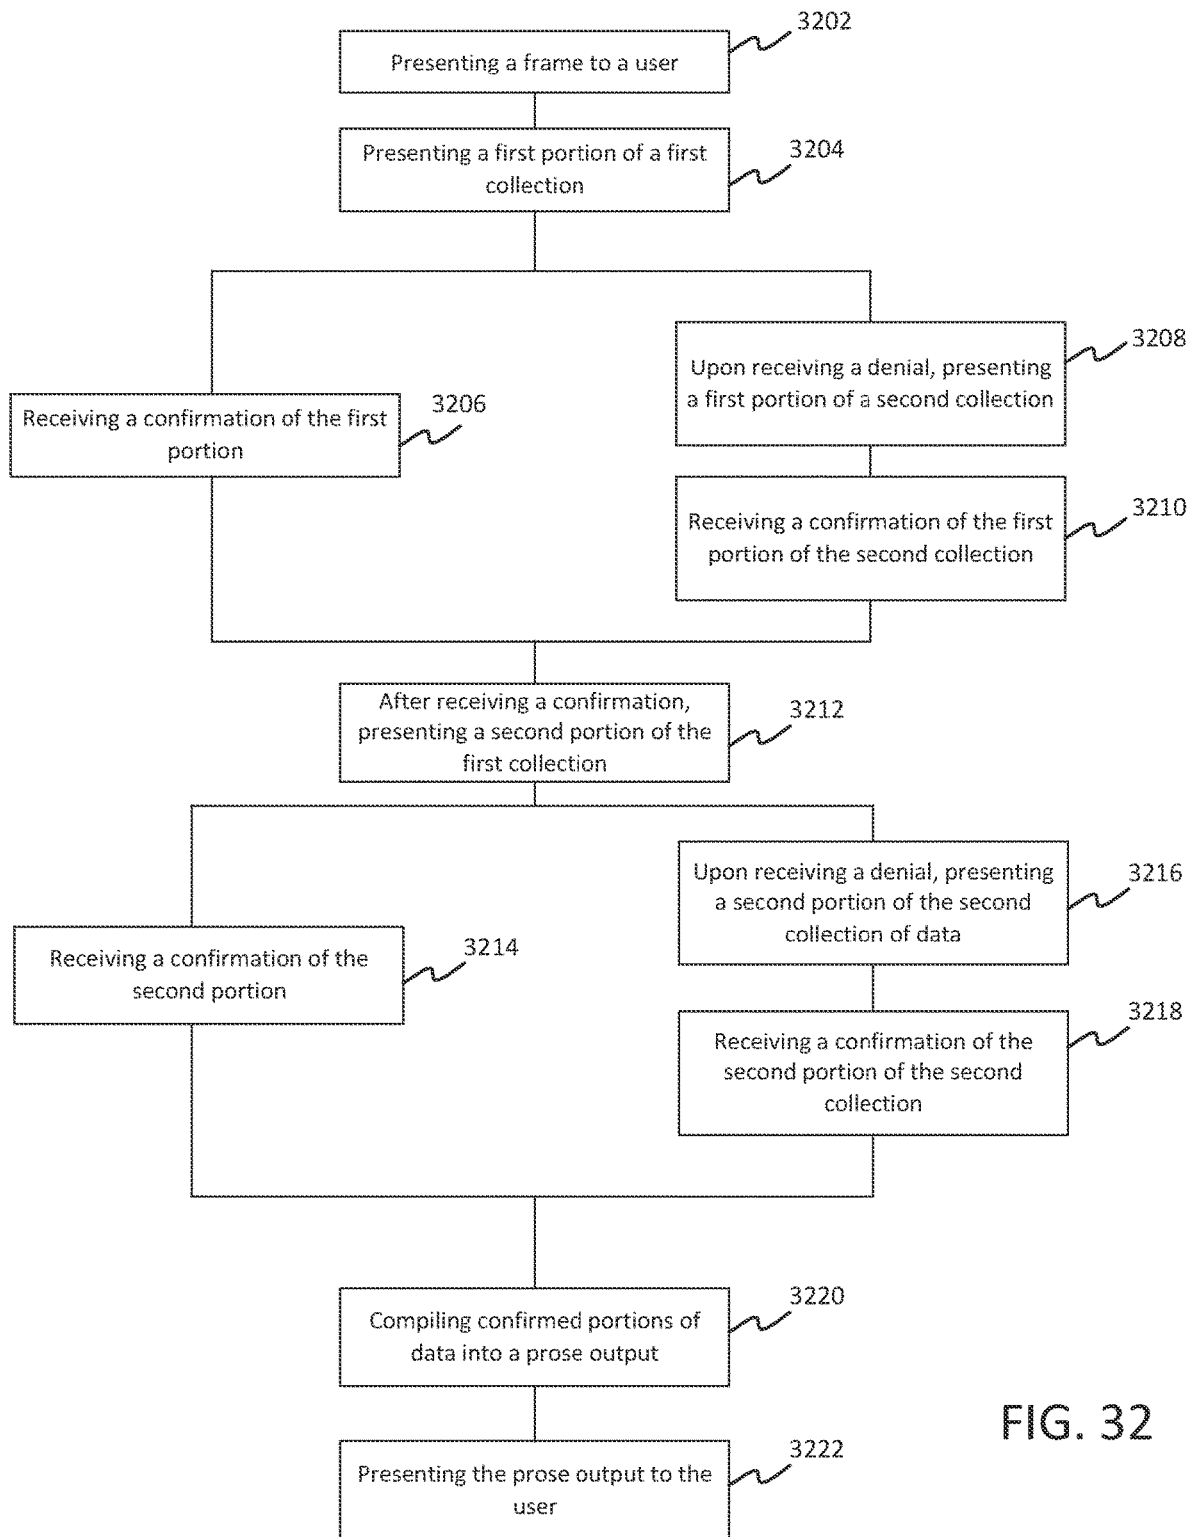 3202
Presenting a frame to a user
Presenting a first portion of a first
collection
3204
Upon receiving a denial, presenting
a first portion of a second collection
3208
Receiving a confirmation of the first
portion
3206
Receiving a confirmation of the first
portion of the second collection
3210
After receiving a confirmation,
presenting a second portion of the
first collection
3212
Upon receiving a denial, presenting
a second portion of the second
collection of data
3216
Receiving a confirmation of the
second portion
3214
Receiving a confirmation of the
second portion of the second
collection
3218
Compiling confirmed portions of
data into a prose output
3220
Presenting the prose output to the
user
3222
FIG. 32